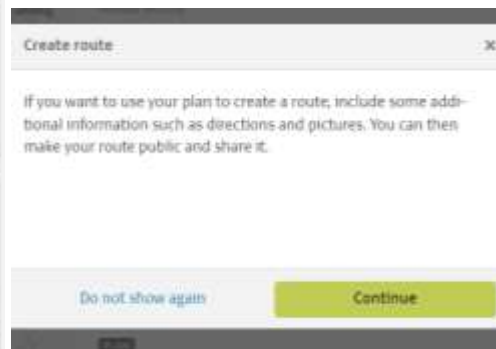 Create route
x
If you want to use your plan to create a route, include some addi-
tional information such as directions and pictures. You can then
make your route public and share it.
Do not show again
Continue